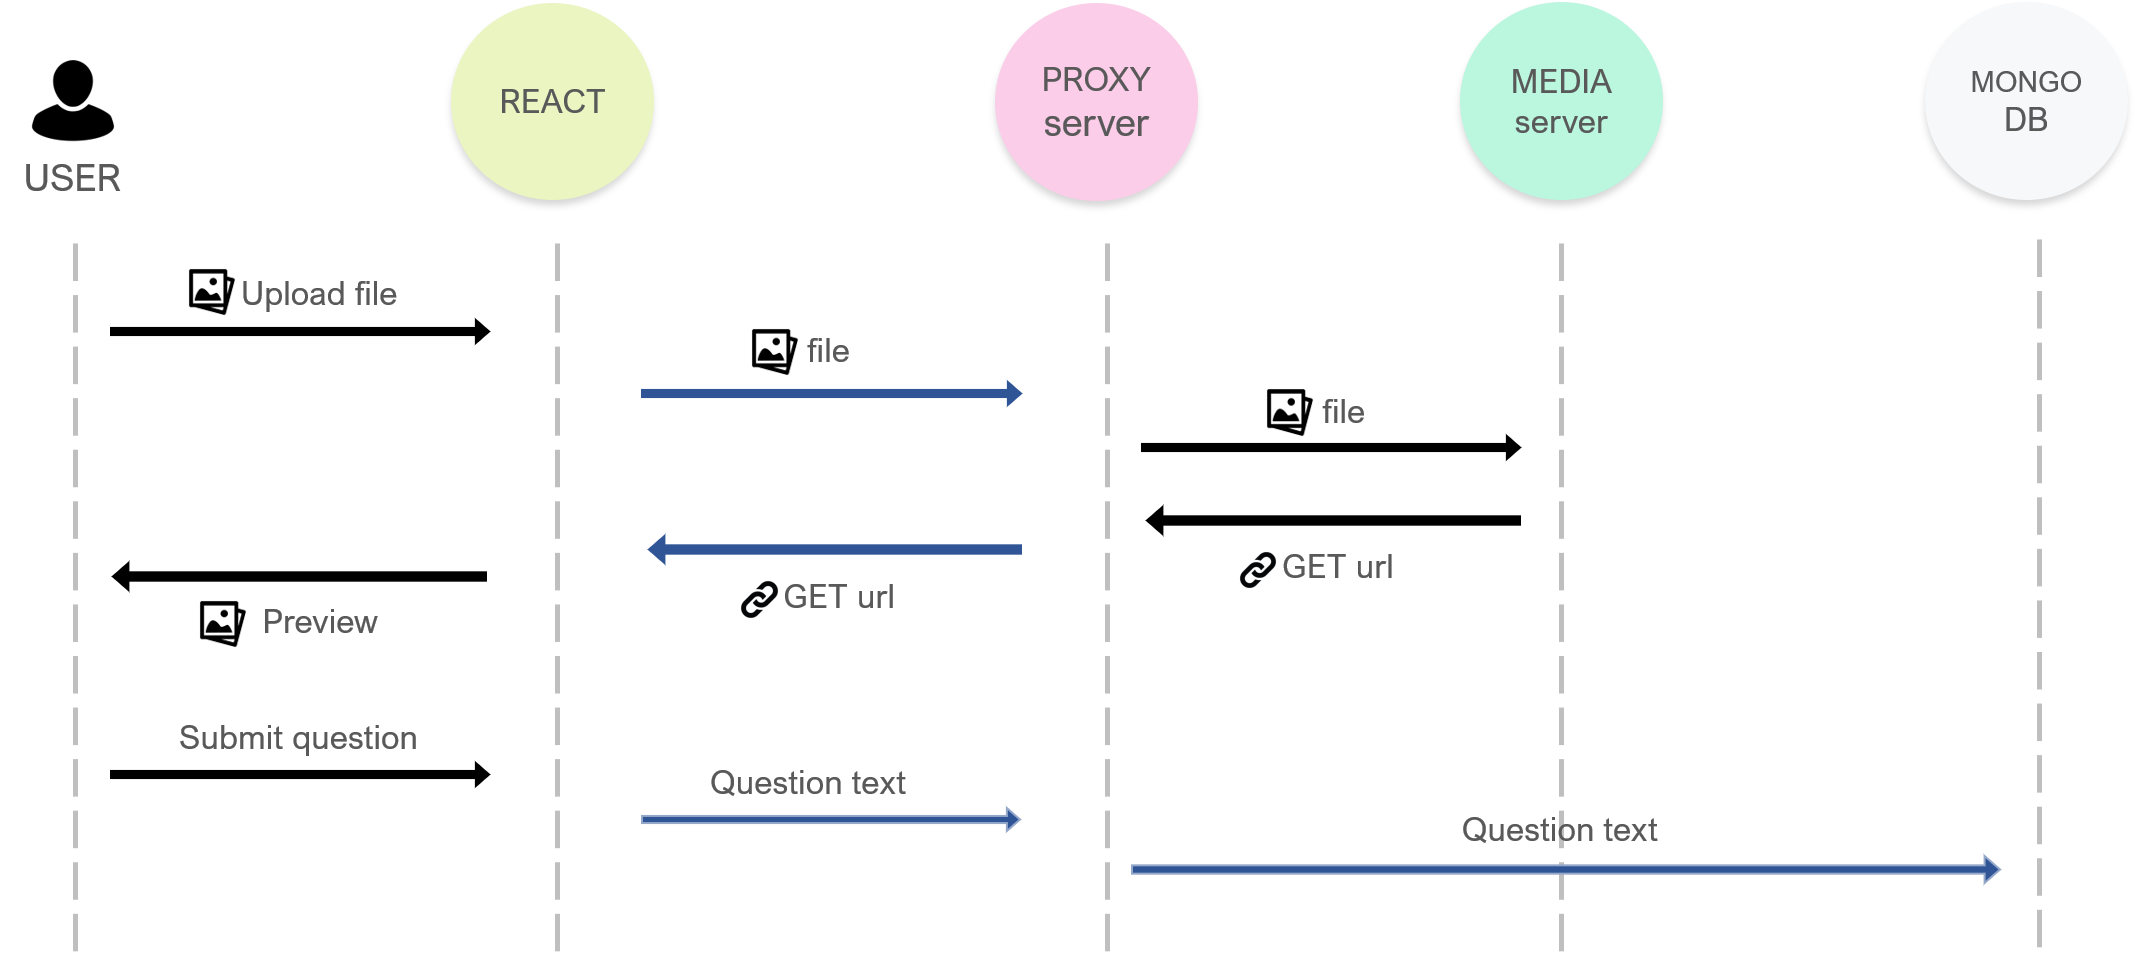 USER
REACT
PROXY
server
MEDIA
server
MONGO
DB
Upload file
file
file
GET url
GET url
Preview
Submit question
Question text
Question text